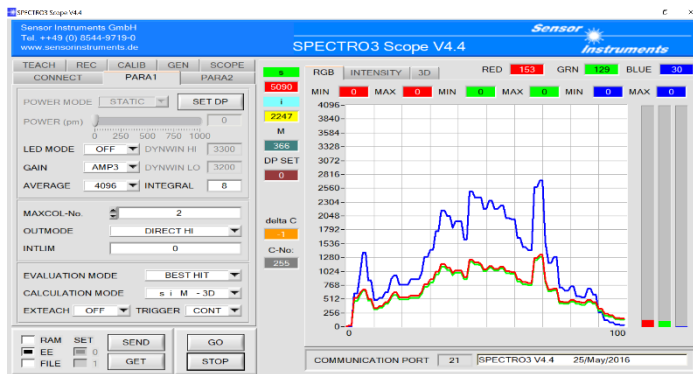 SPECTRO3 Scope V4.4
Sensor Instruments GmbH
Tel. ++49 (0) 8544-9719-0
www.sensorinstruments.de
SPECTRO3 Scope V4.4
Sensor
Instruments
TEACH REC CALIB GEN SCOPE
CONNECT PARA1 PARA2
POWER MODE STATIC SET DP
POWER (pm) 0
0 250 500 750 1000
LED MODE OFF DYNWIN HI 3300
GAIN AMP3 DYNWIN LO 3200
AVERAGE 4096 INTEGRAL 8
MAXCOL-No. 2
OUTMODE DIRECT HI
INTLIM 0
EVALUATION MODE BEST HIT
CALCULATION MODE s i M - 3D
EXTEACH OFF TRIGGER CONT
RAM SET SEND GO
EE 0
FILE 1 GET STOP
s
5090
i
2247
M
366
DP SET
0
delta C
-1
C-No:
255
RGB INTENSITY 3D RED 153 GRN 129 BLUE 30
MIN 0 MAX 0 MIN 0 MAX 0 MIN 0 MAX 0
4096
3840
3584
3328
3072
2816
2560
2304
2048
1792
1536
1280
1024
768
512
256
0
0 100
COMMUNICATION PORT 21 SPECTRO3 V4.4 25/May/2016